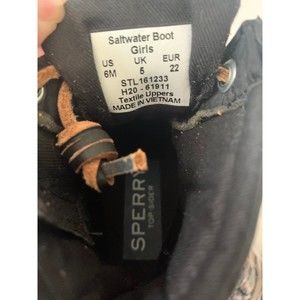 Saltwater Boot
Girls
US UK EUR
6M 5 22
STL161233
H20 - 61911
Textile Uppers
MADE IN VIETNAM
SPERRY
TOP-SIDER